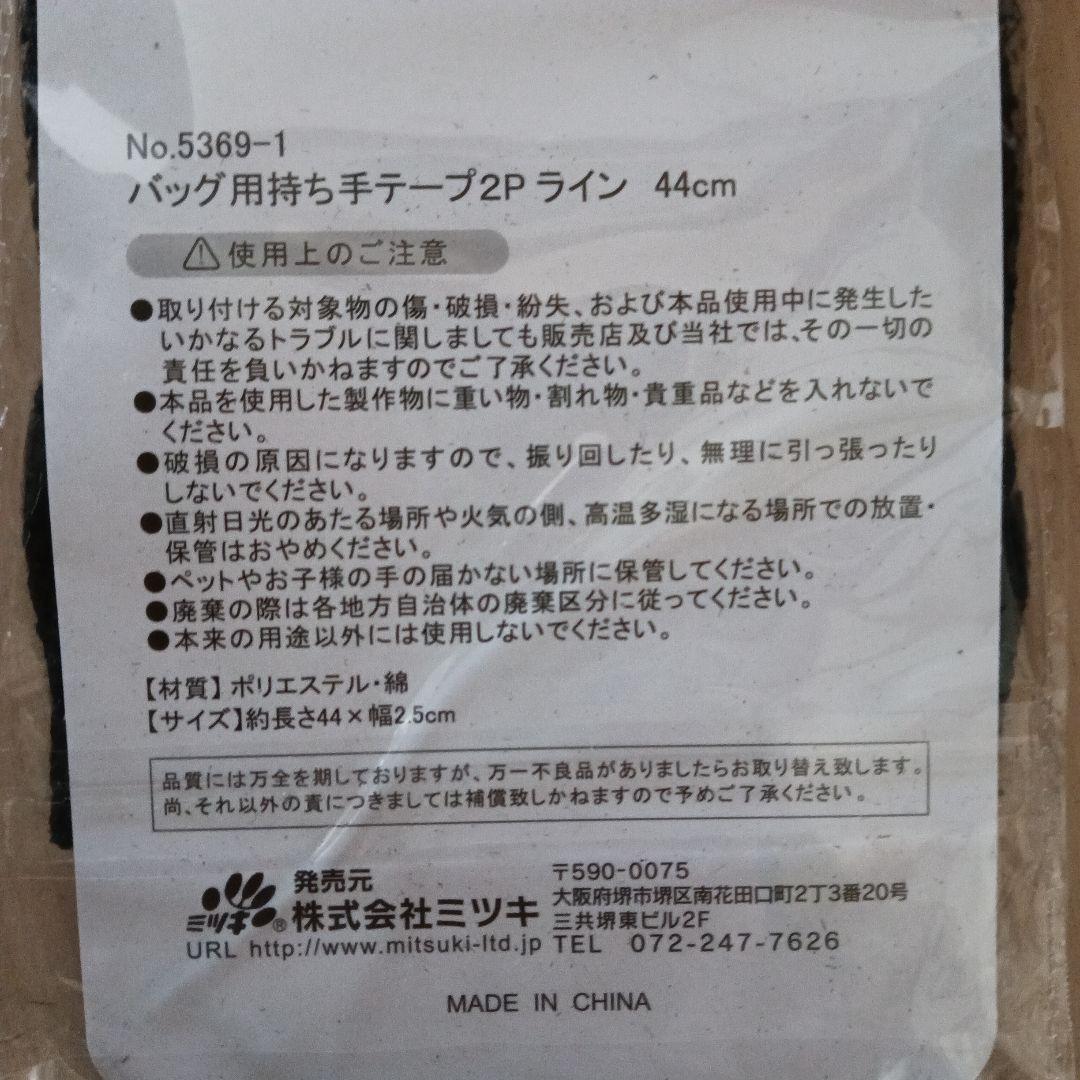 No.5369-1
バッグ用持ち手テープ2P ライン 44cm
⚠使用上のご注意
●取り付ける対象物の傷・破損・紛失、および本品使用中に発生した
いかなるトラブルに関しましても販売店及び当社では、その一切の
責任を負いかねますのでご了承ください。
●本品を使用した製作物に重い物・割れ物・貴重品などを入れないで
ください。
●破損の原因になりますので、振り回したり、無理に引っ張ったり
しないでください。
●直射日光のあたる場所や火気の側、高温多湿になる場所での放置・
保管はおやめください。
●ペットやお子様の手の届かない場所に保管してください。
●廃棄の際は各地方自治体の廃棄区分に従ってください。
●本来の用途以外には使用しないでください。
【材質】ポリエステル・綿
【サイズ】約長さ44×幅2.5cm
品質には万全を期しておりますが、万一不良品がありましたらお取り替え致します。
尚、それ以外の責につきましては補償致しかねますので予めご了承ください。
ミツキ®
発売元
株式会社ミツキ
URL http://www.mitsuki-ltd.jp
〒590-0075
大阪府堺市堺区南花田口町2丁3番20号
三共堺東ビル2F
TEL 072-247-7626
MADE IN CHINA